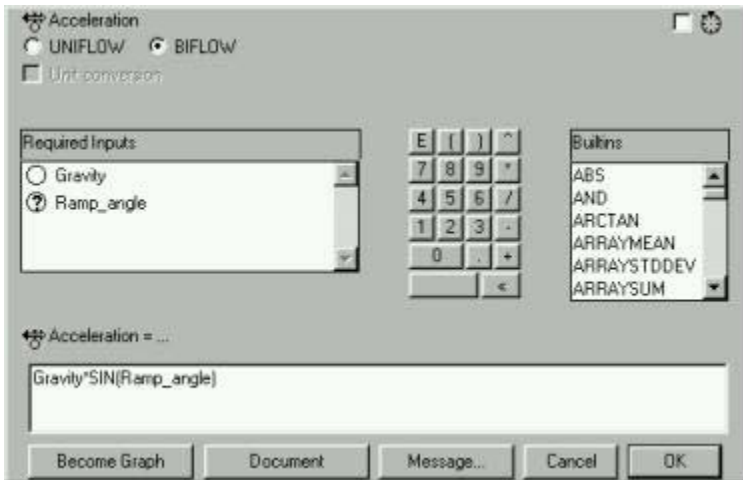 Acceleration
UNIFLOW BIFLOW
Unit conversion
Required Inputs
Gravity
Ramp_angle
E ( ) ^
7 8 9 *
4 5 6 /
1 2 3 -
0 . +
<
Builtins
ABS
AND
ARCTAN
ARRAYMEAN
ARRAYSTDDEV
ARRAYSUM
Acceleration = ...
Gravity*SIN(Ramp_angle)
Become Graph Document Message... Cancel OK